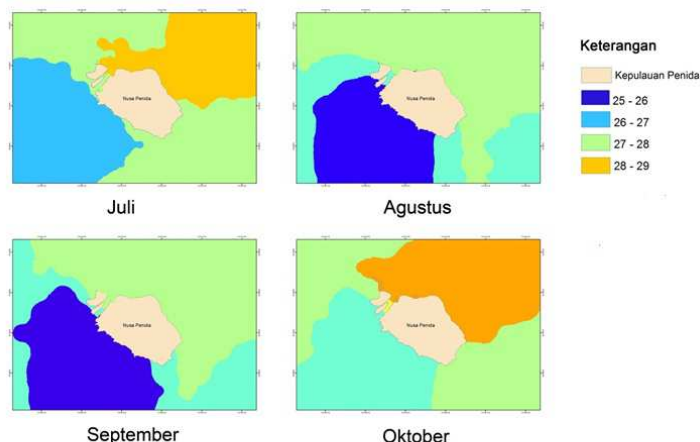 Nusa Penida
Juli
Nusa Penida
Agustus
Keterangan
Kepulauan Penida
25 - 26
26 - 27
27 - 28
28 - 29
Nusa Penida
September
Nusa Penida
Oktober